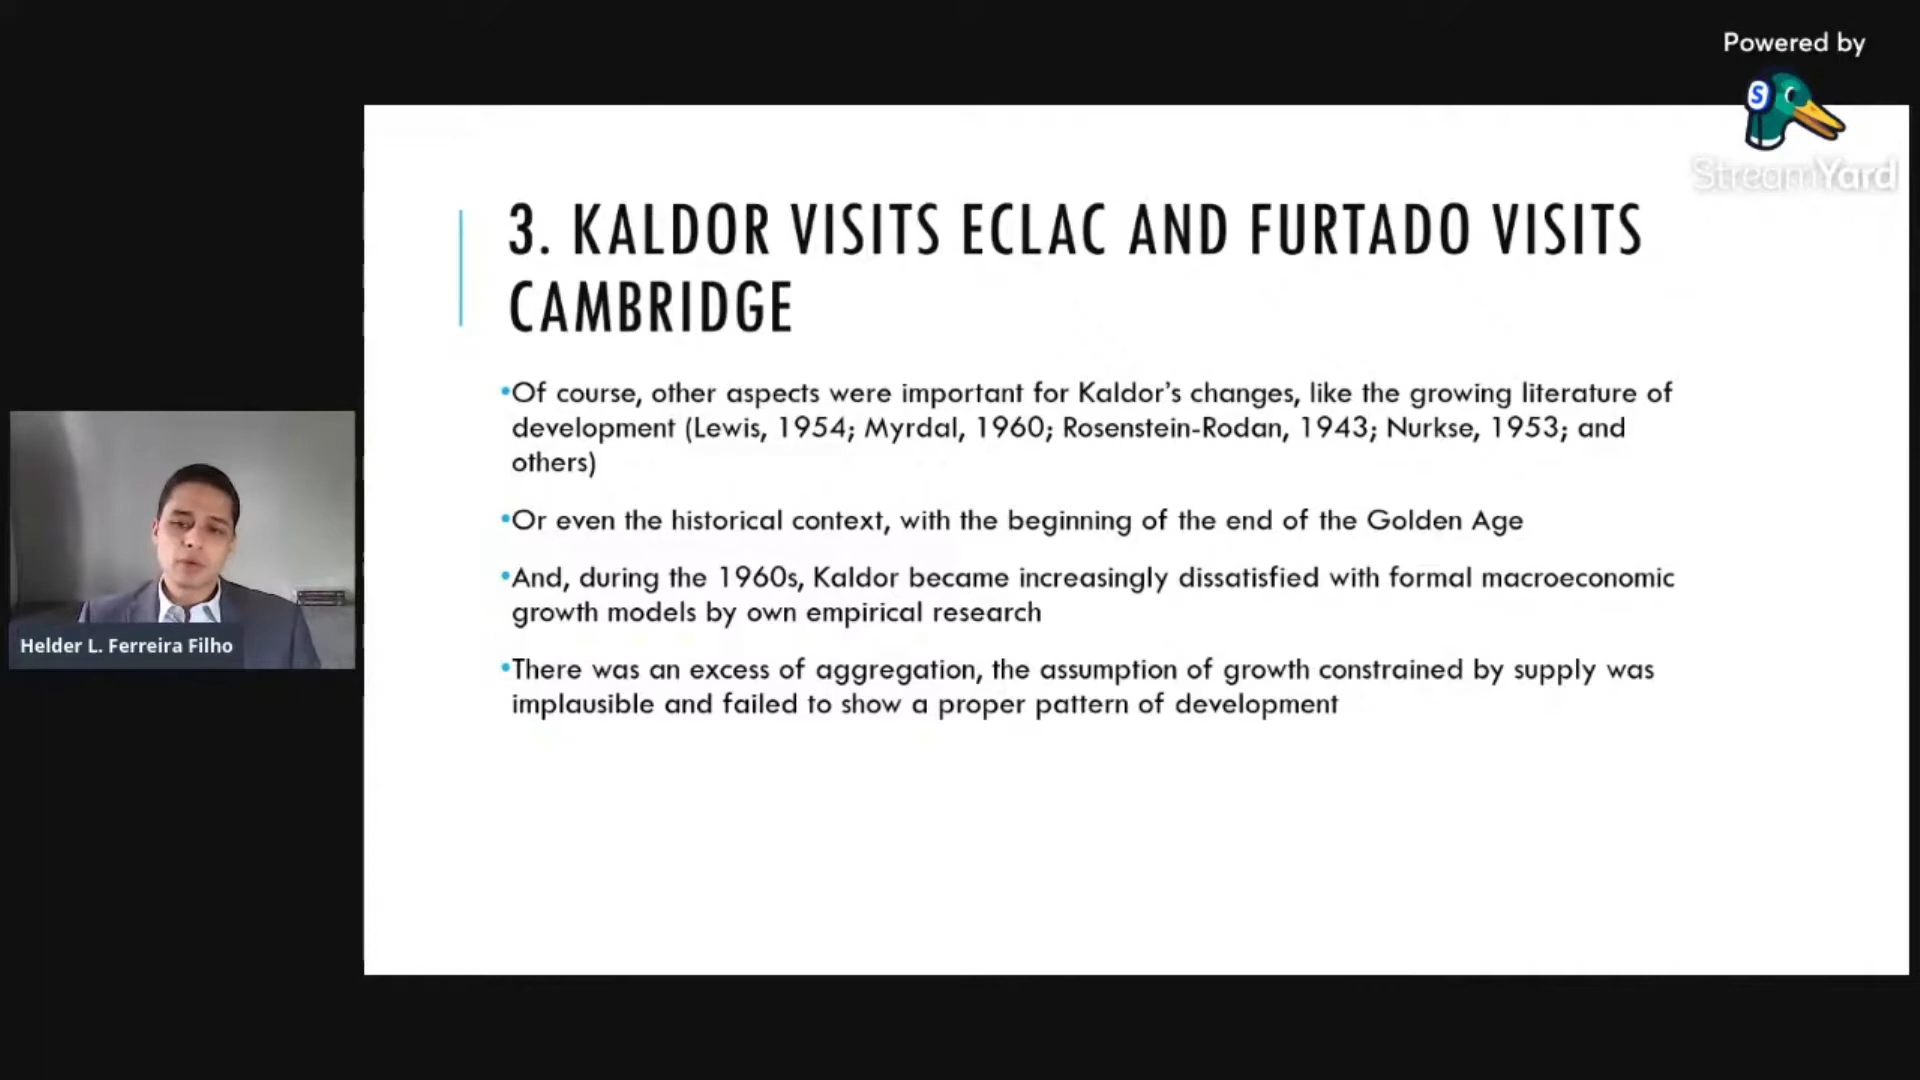 Powered by
S
StreamYard
3. KALDOR VISITS ECLAC AND FURTADO VISITS
CAMBRIDGE
•Of course, other aspects were important for Kaldor's changes, like the growing literature of
development (Lewis, 1954; Myrdal, 1960; Rosenstein-Rodan, 1943; Nurkse, 1953; and
others)
•Or even the historical context, with the beginning of the end of the Golden Age
•And, during the 1960s, Kaldor became increasingly dissatisfied with formal macroeconomic
growth models by own empirical research
•There was an excess of aggregation, the assumption of growth constrained by supply was
implausible and failed to show a proper pattern of development
Helder L. Ferreira Filho